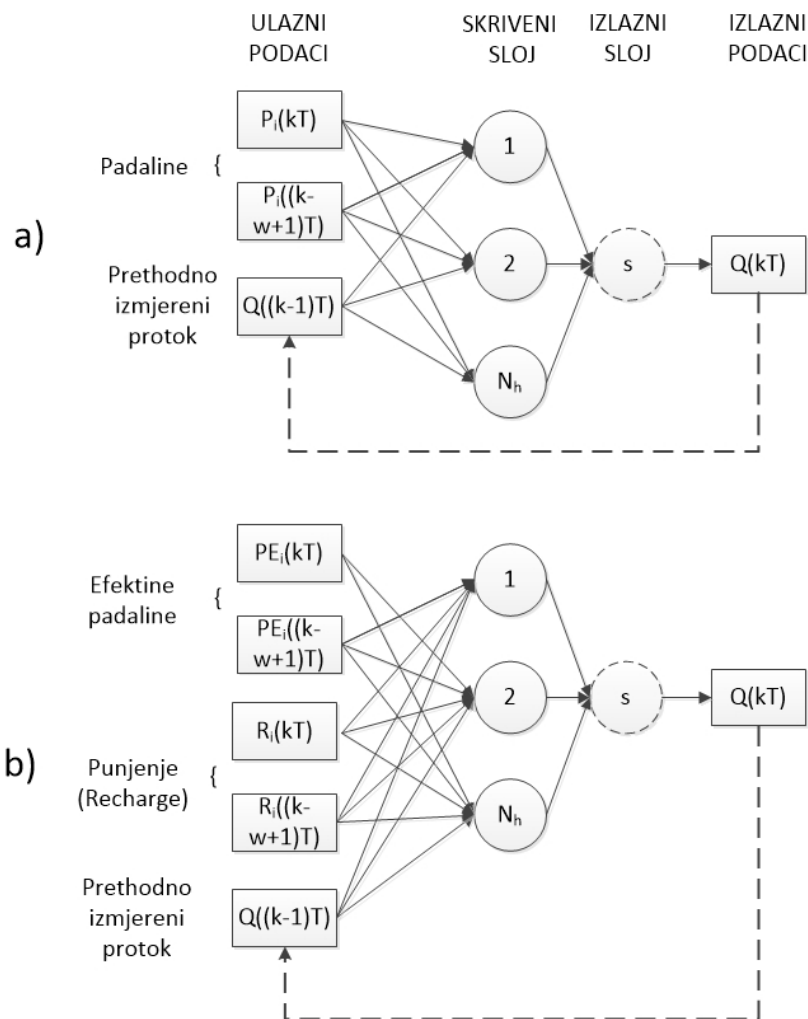 ULAZNI
PODACI
SKRIVENI
SLOJ
IZLAZNI
SLOJ
IZLAZNI
PODACI
a)
Padaline {
Pᵢ(kT)
Pᵢ((k-
w+1)T)
Prethodno
izmjereni
protok
Q((k-1)T)
1
2
Nₕ
s
Q(kT)
b)
Efektine
padaline
{
PEᵢ(kT)
PEᵢ((k-
w+1)T)
Punjenje
(Recharge)
{
Rᵢ(kT)
Rᵢ((k-
w+1)T)
Prethodno
izmjereni
protok
Q((k-1)T)
1
2
Nₕ
s
Q(kT)